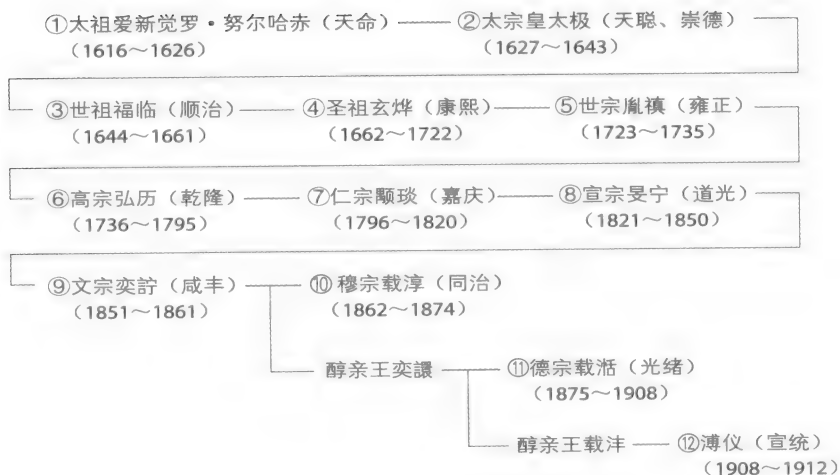 ①太祖爱新觉罗·努尔哈赤（天命） ②太宗皇太极（天聪、崇德）
（1616～1626） （1627～1643）
③世祖福临（顺治） ④圣祖玄烨（康熙） ⑤世宗胤禛（雍正）
（1644～1661） （1662～1722） （1723～1735）
⑥高宗弘历（乾隆） ⑦仁宗颙琰（嘉庆） ⑧宣宗旻宁（道光）
（1736～1795） （1796～1820） （1821～1850）
⑨文宗奕詝（咸丰） ⑩穆宗载淳（同治）
（1851～1861） （1862～1874）
醇亲王奕譞 ⑪德宗载湉（光绪）
（1875～1908）
醇亲王载沣 ⑫溥仪（宣统）
（1908～1912）